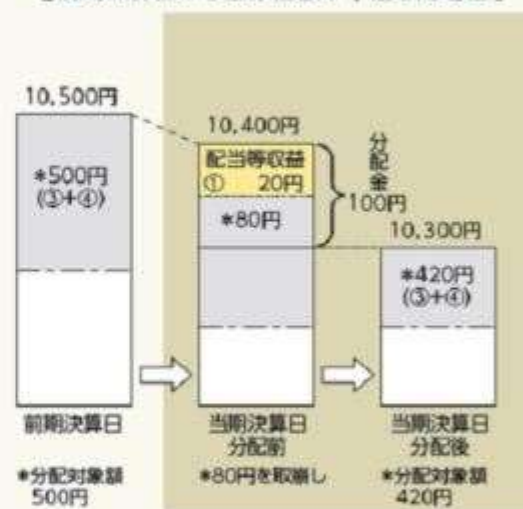 10,500円
*500円
(③+④)
前期決算日
*分配対象額
500円
10,400円
配当等収益
① 20円
*80円
分配金
100円
当期決算日
分配前
*80円を取崩し
10,300円
*420円
(③+④)
当期決算日
分配後
*分配対象額
420円